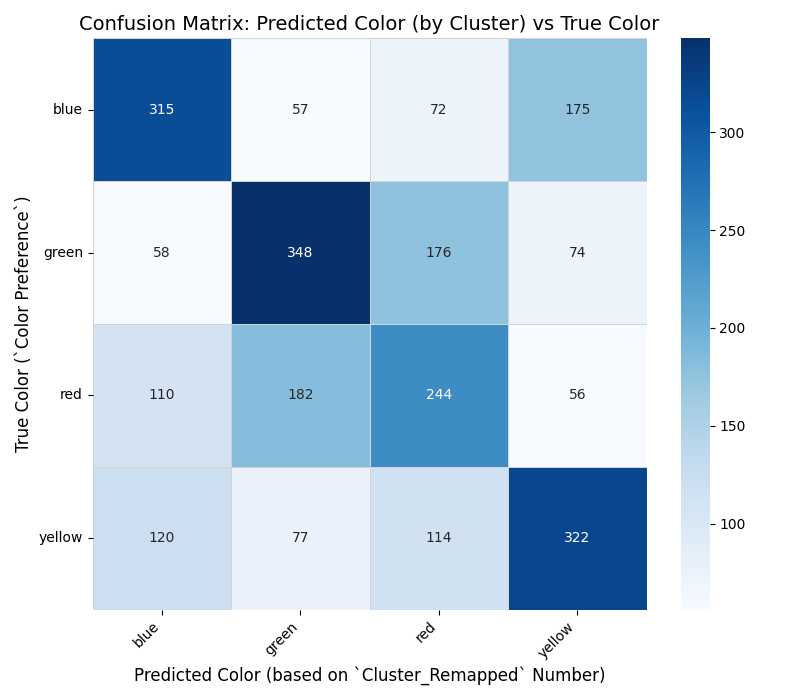 Confusion Matrix: Predicted Color (by Cluster) vs True Color
True Color (`Color Preference`)
blue 315 57 72 175
green 58 348 176 74
red 110 182 244 56
yellow 120 77 114 322
blue green red yellow
Predicted Color (based on `Cluster_Remapped` Number)
300
250
200
150
100